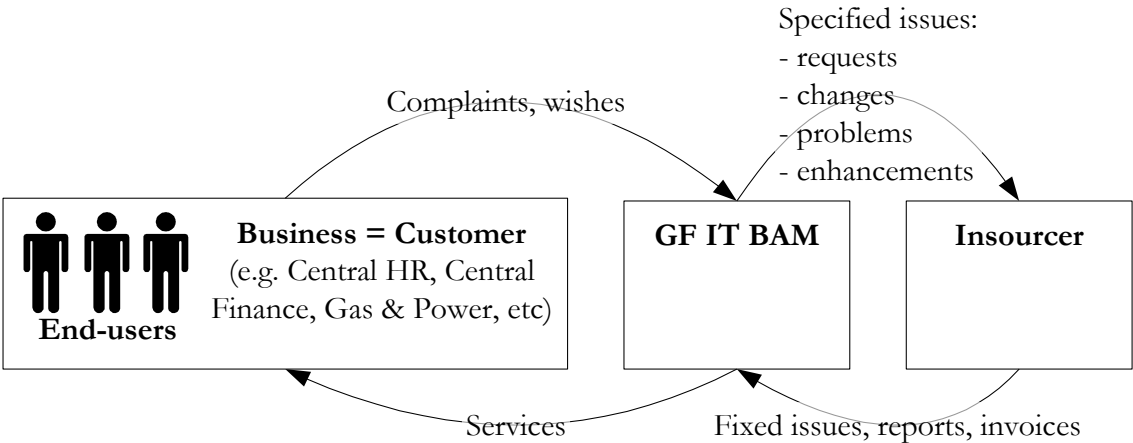 Specified issues:
- requests
- changes
- problems
- enhancements
Complaints, wishes
Business = Customer
(e.g. Central HR, Central
Finance, Gas & Power, etc)
End-users
GF IT BAM
Insourcer
Services
Fixed issues, reports, invoices